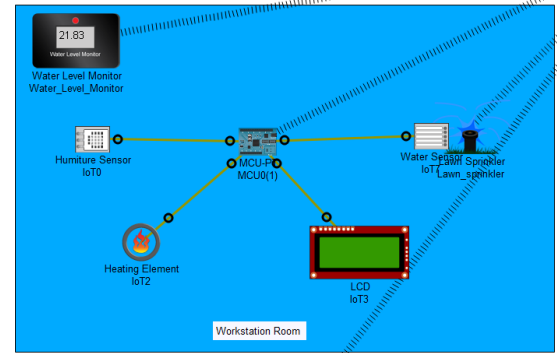 21.83
Water Level Monitor
Water Level Monitor
Water_Level_Monitor
Humiture Sensor
IoT0
MCU-P
MCU0(1)
Water Sensor
IoT7
Lawn Sprinkler
Lawn_sprinkler
Heating Element
IoT2
LCD
IoT3
Workstation Room